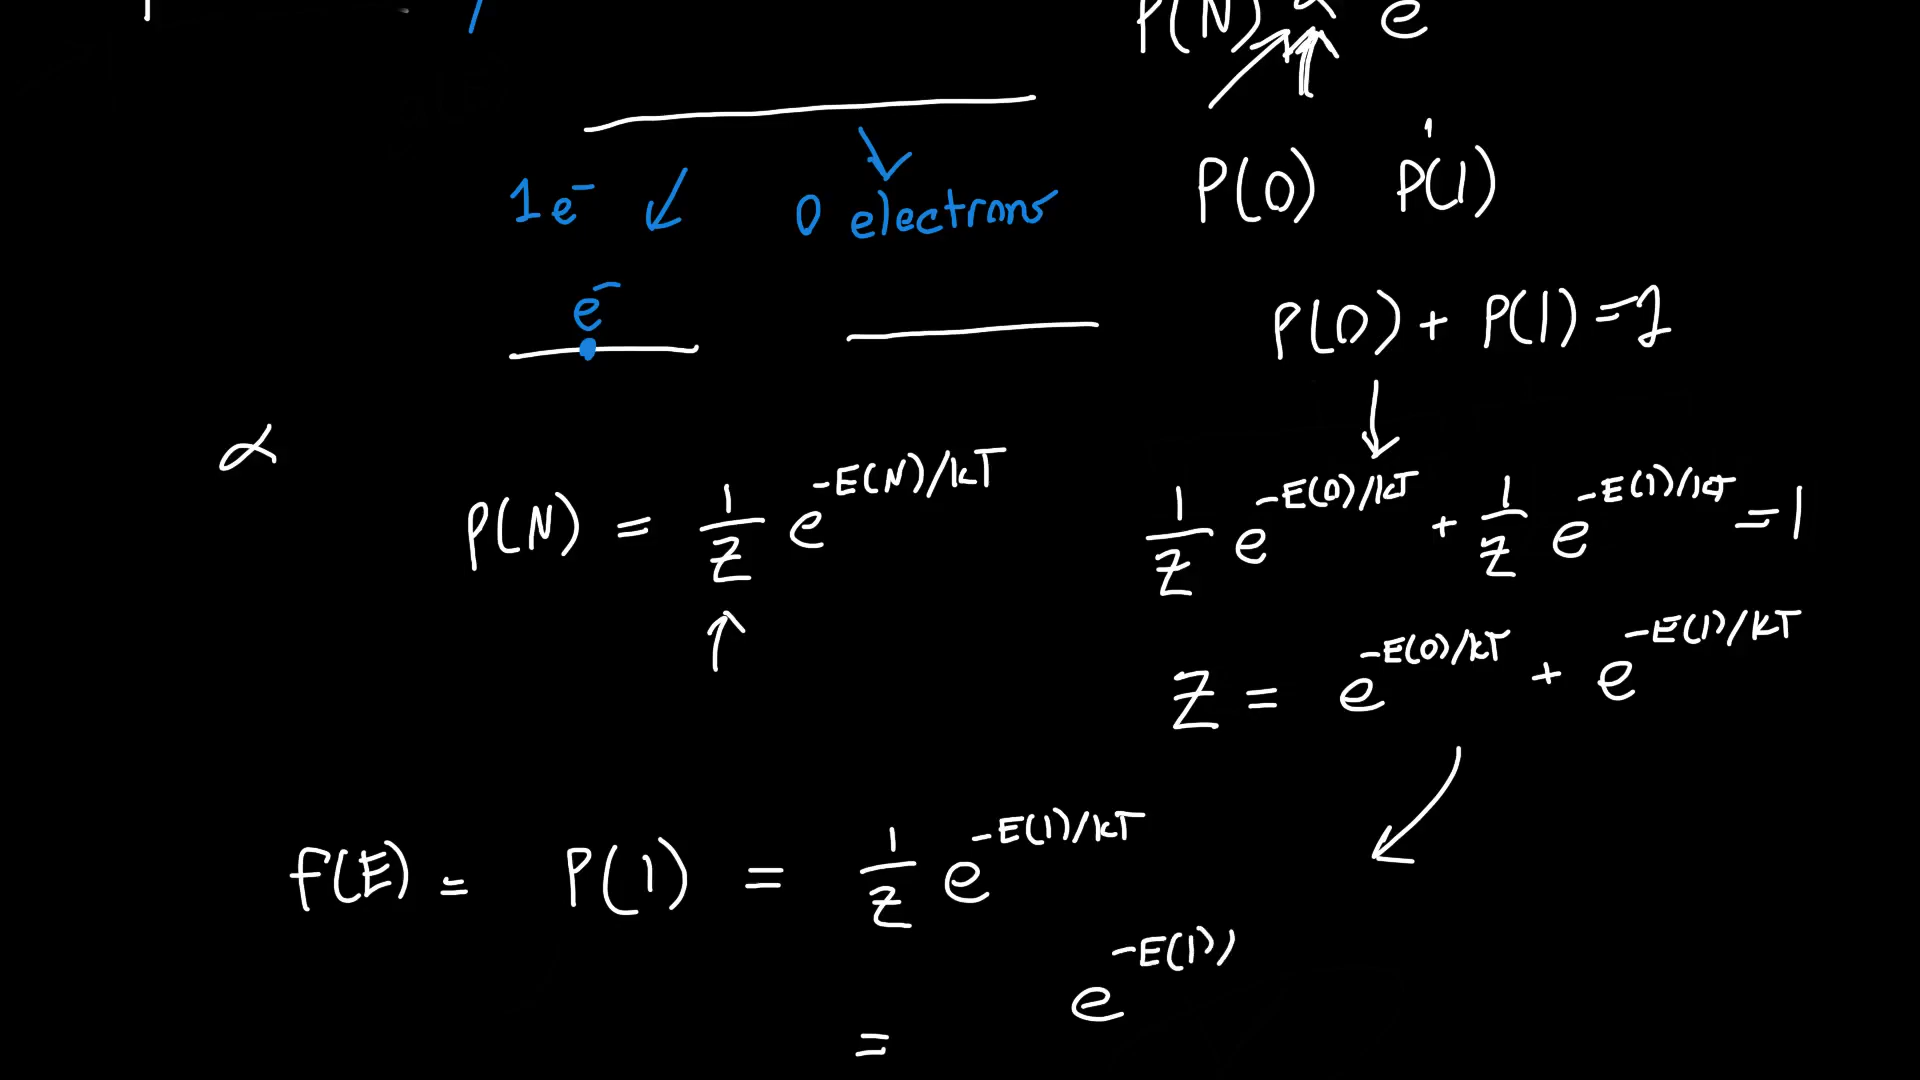 P(N) ∝ e
1e⁻ 0 electrons
P(0) P(1)
e⁻
P(0) + P(1) = 1
∝
P(N) = 1/Z e^(-E(N)/kT)
1/Z e^(-E(0)/kT) + 1/Z e^(-E(1)/kT) = 1
Z = e^(-E(0)/kT) + e^(-E(1)/kT)
f(E) = P(1) = 1/Z e^(-E(1)/kT)
= e^(-E(1)/